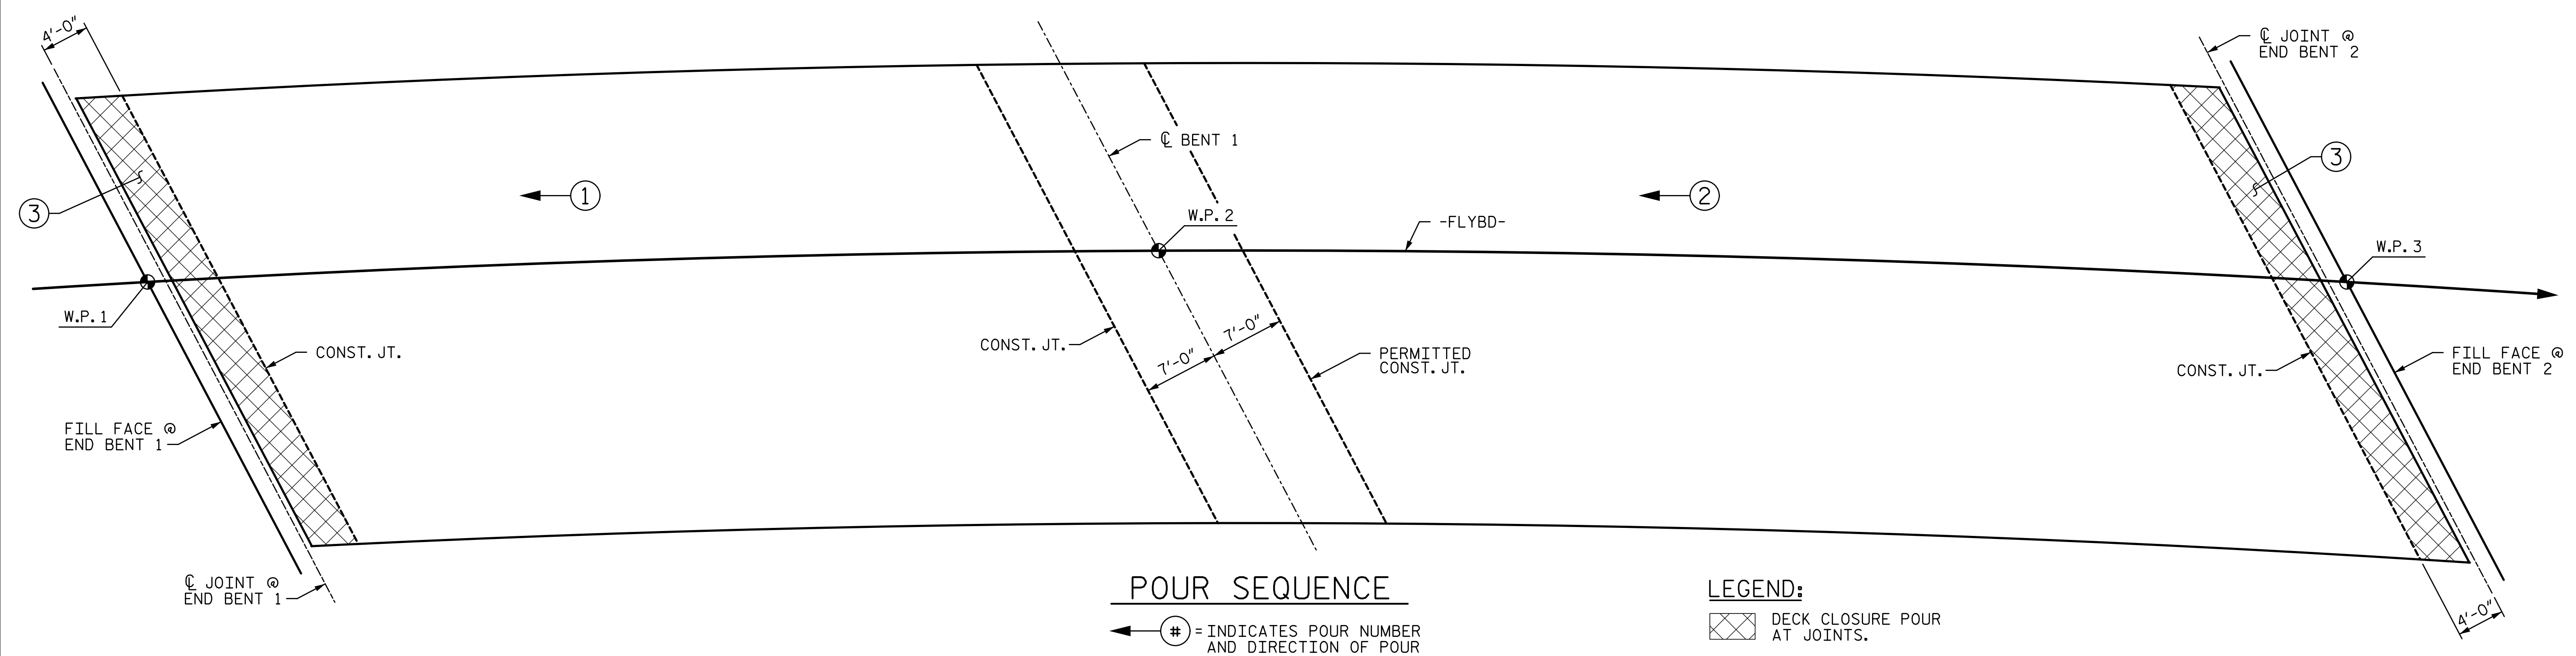 4'-0"
℄ JOINT @
END BENT 2
℄ BENT 1
3
1
W.P. 2
2
-FLYBD-
3
W.P. 3
W.P. 1
CONST. JT.
CONST. JT.
7'-0"
7'-0"
PERMITTED
CONST. JT.
CONST. JT.
FILL FACE @
END BENT 2
FILL FACE @
END BENT 1
℄ JOINT @
END BENT 1
POUR SEQUENCE
# = INDICATES POUR NUMBER
AND DIRECTION OF POUR
LEGEND:
DECK CLOSURE POUR
AT JOINTS.
4'-0"